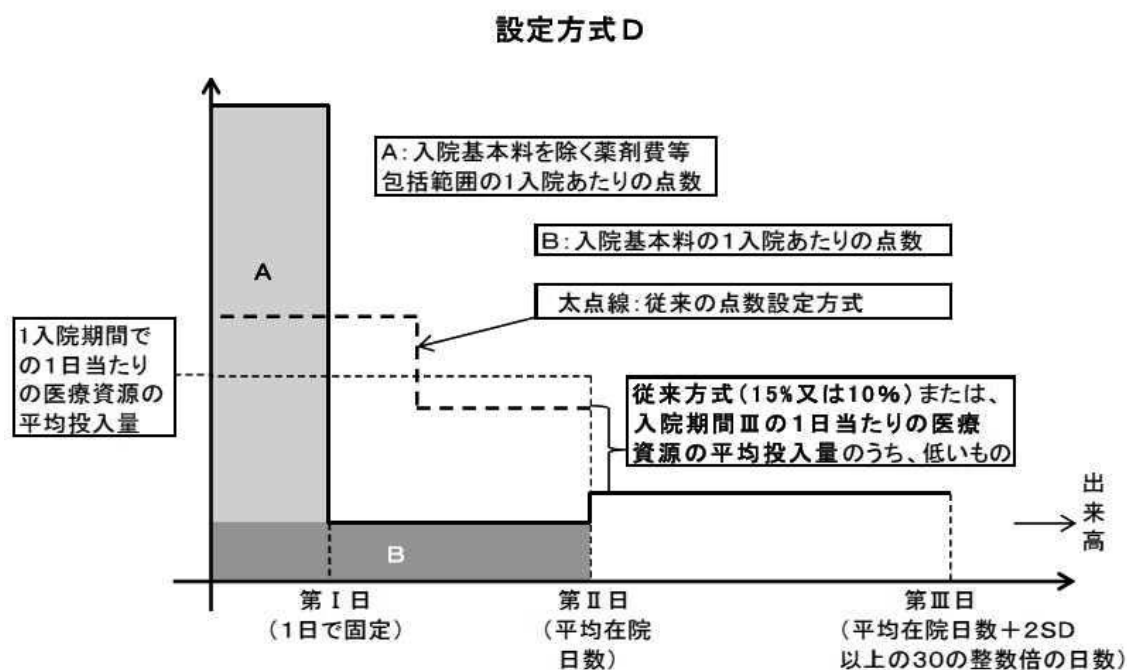 設定方式D
A:入院基本料を除く薬剤費等
包括範囲の1入院あたりの点数
B:入院基本料の1入院あたりの点数
A
太点線:従来の点数設定方式
1入院期間で
の1日当たり
の医療資源の
平均投入量
従来方式(15%又は10%)または、
入院期間Ⅲの1日当たりの医療
資源の平均投入量のうち、低いもの
出来高
B
第Ⅰ日
(1日で固定)
第Ⅱ日
(平均在院
日数)
第Ⅲ日
(平均在院日数+2SD
以上の30の整数倍の日数)